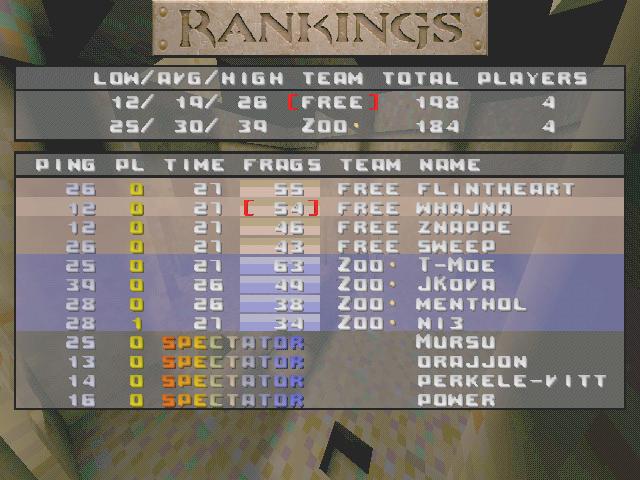 RANKINGS
LOW/AVG/HIGH TEAM TOTAL PLAYERS
12/ 19/ 26 [FREE] 198 4
25/ 30/ 39 ZOO· 184 4
PING PL TIME FRAGS TEAM NAME
26 0 27 55 FREE FLINTHEART
12 0 27 [ 54] FREE WHAJNA
12 0 27 46 FREE ZNAPPE
26 0 27 43 FREE SWEEP
25 0 27 63 ZOO· T-MOE
39 0 26 49 ZOO· JKOVA
28 0 26 38 ZOO· MENTHOL
28 1 27 34 ZOO· NI3
25 0 SPECTATOR MURSU
13 0 SPECTATOR ORAJJON
14 0 SPECTATOR PERKELE-VITT
16 0 SPECTATOR POWER